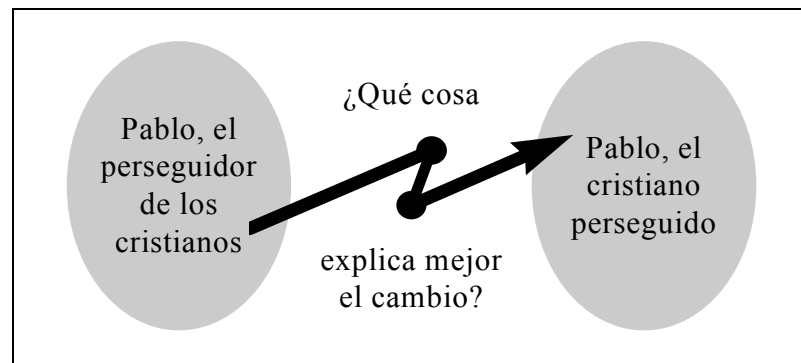 Pablo, el
perseguidor
de los
cristianos
¿Qué cosa
explica mejor
el cambio?
Pablo, el
cristiano
perseguido